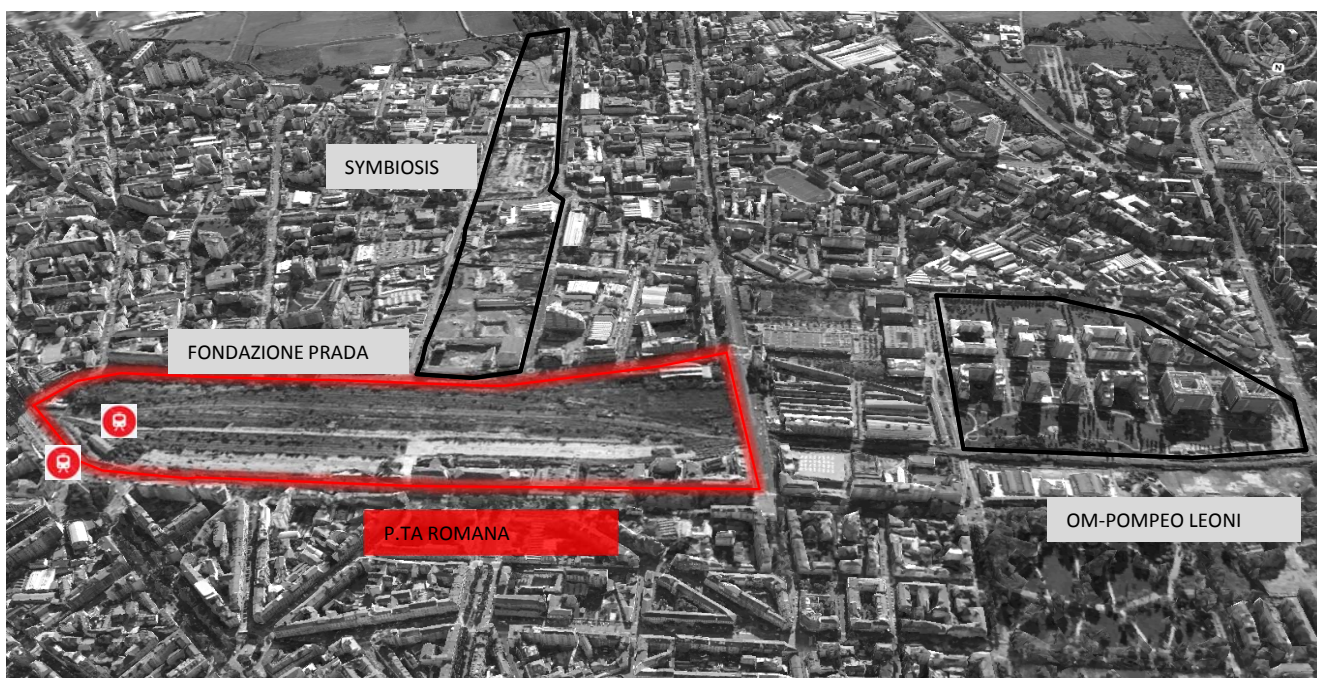 N
SYMBIOSIS
FONDAZIONE PRADA
P.TA ROMANA
OM-POMPEO LEONI